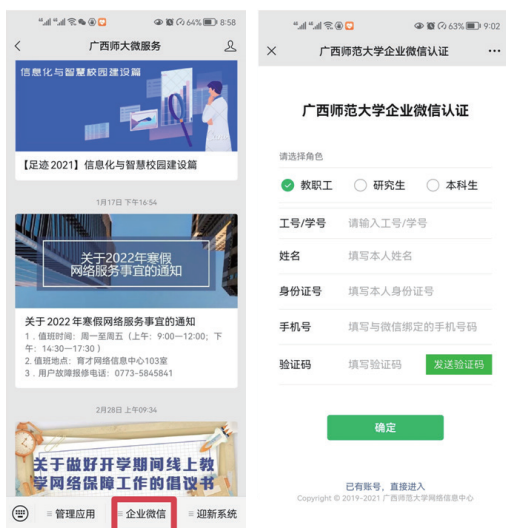 64% 8:58
广西师大微服务
信息化与智慧校园建设篇
【足迹2021】信息化与智慧校园建设篇
1月17日 下午16:54
关于2022年寒假
网络服务事宜的通知
关于2022年寒假网络服务事宜的通知
1．值班时间：周一至周五（上午：9:00—12:00；下
午：14:30—17:30）
2. 值班地点：育才网络信息中心103室
3．用户故障报修电话：0773-5845841
2月28日 上午09:34
关于做好开学期间线上教
学网络保障工作的倡议书
管理应用
企业微信
迎新系统
63% 9:02
广西师范大学企业微信认证
广西师范大学企业微信认证
请选择角色
教职工 研究生 本科生
工号/学号 请输入工号/学号
姓名 填写本人姓名
身份证号 填写本人身份证号
手机号 填写与微信绑定的手机号码
验证码 填写验证码 发送验证码
确定
已有账号，直接进入
Copyright © 2019-2021 广西师范大学网络信息中心